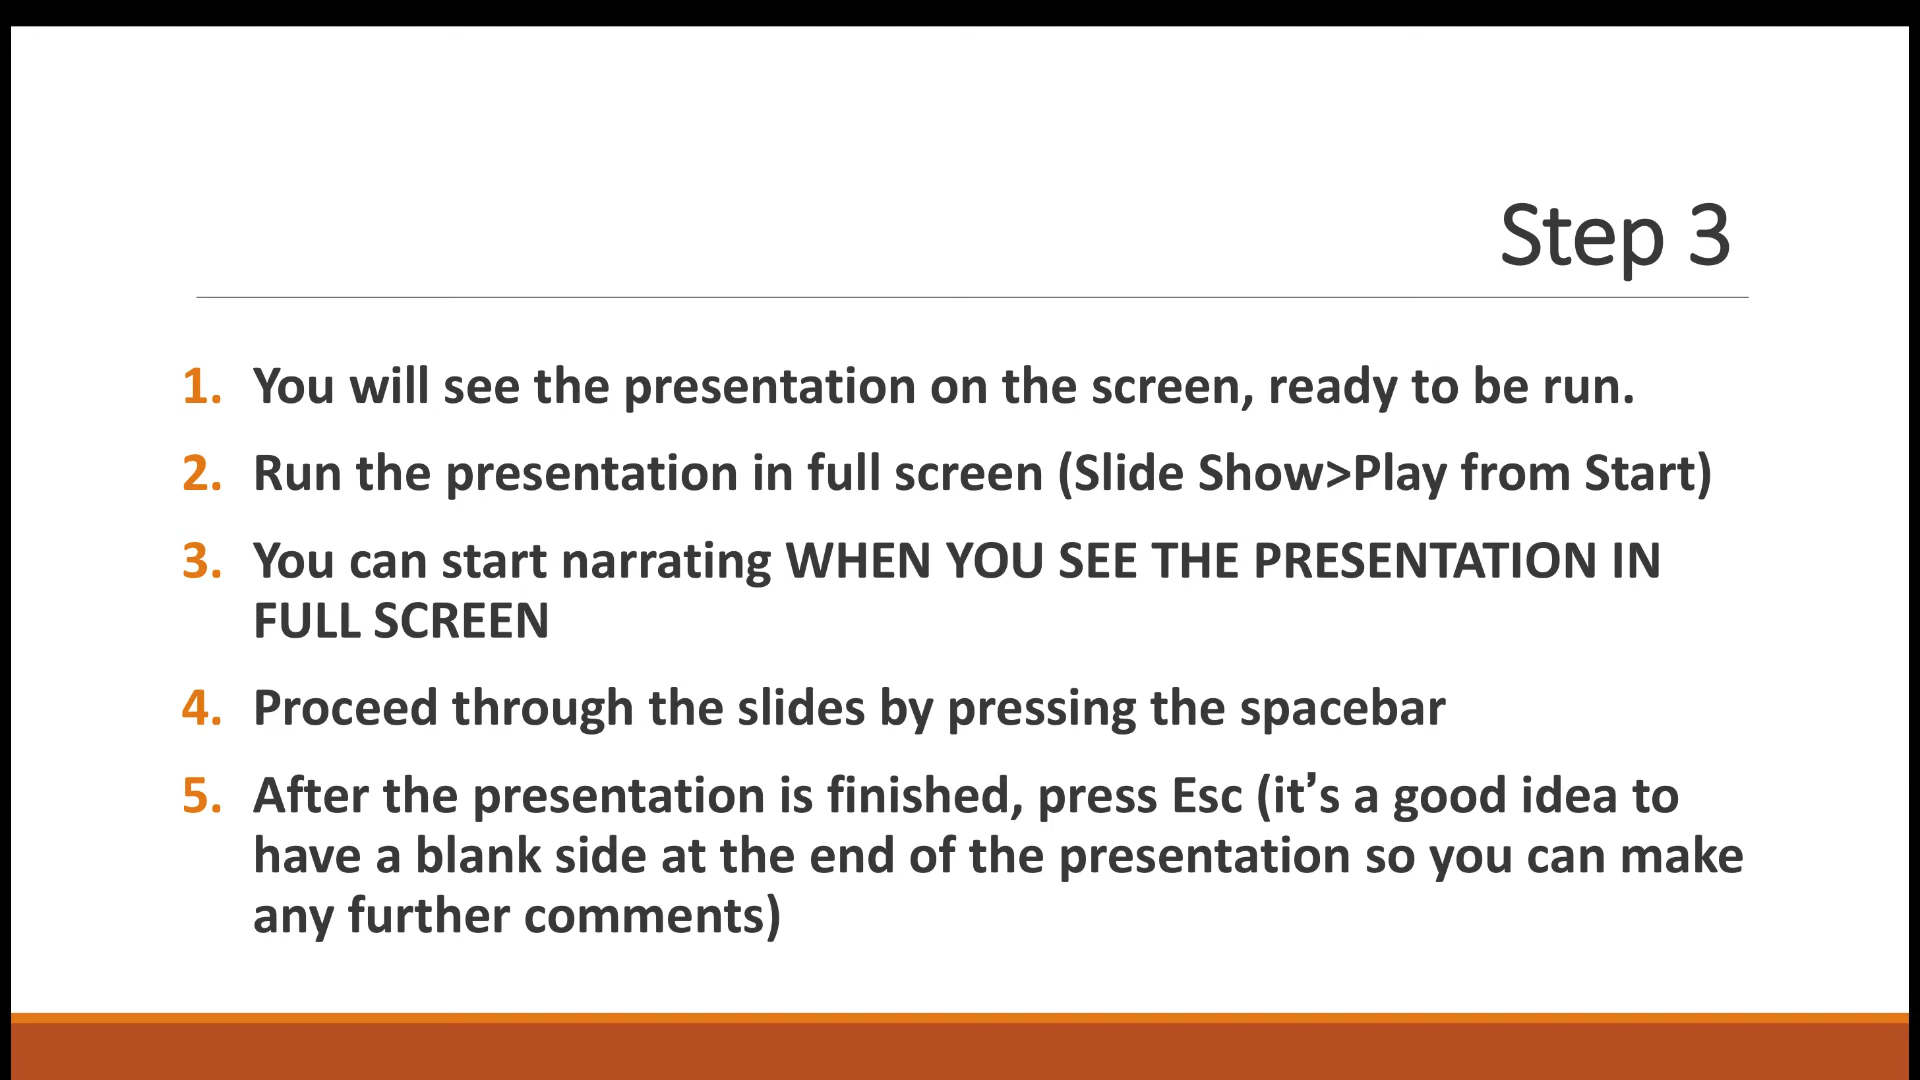 Step 3
1. You will see the presentation on the screen, ready to be run.
2. Run the presentation in full screen (Slide Show>Play from Start)
3. You can start narrating WHEN YOU SEE THE PRESENTATION IN
FULL SCREEN
4. Proceed through the slides by pressing the spacebar
5. After the presentation is finished, press Esc (it’s a good idea to
have a blank side at the end of the presentation so you can make
any further comments)